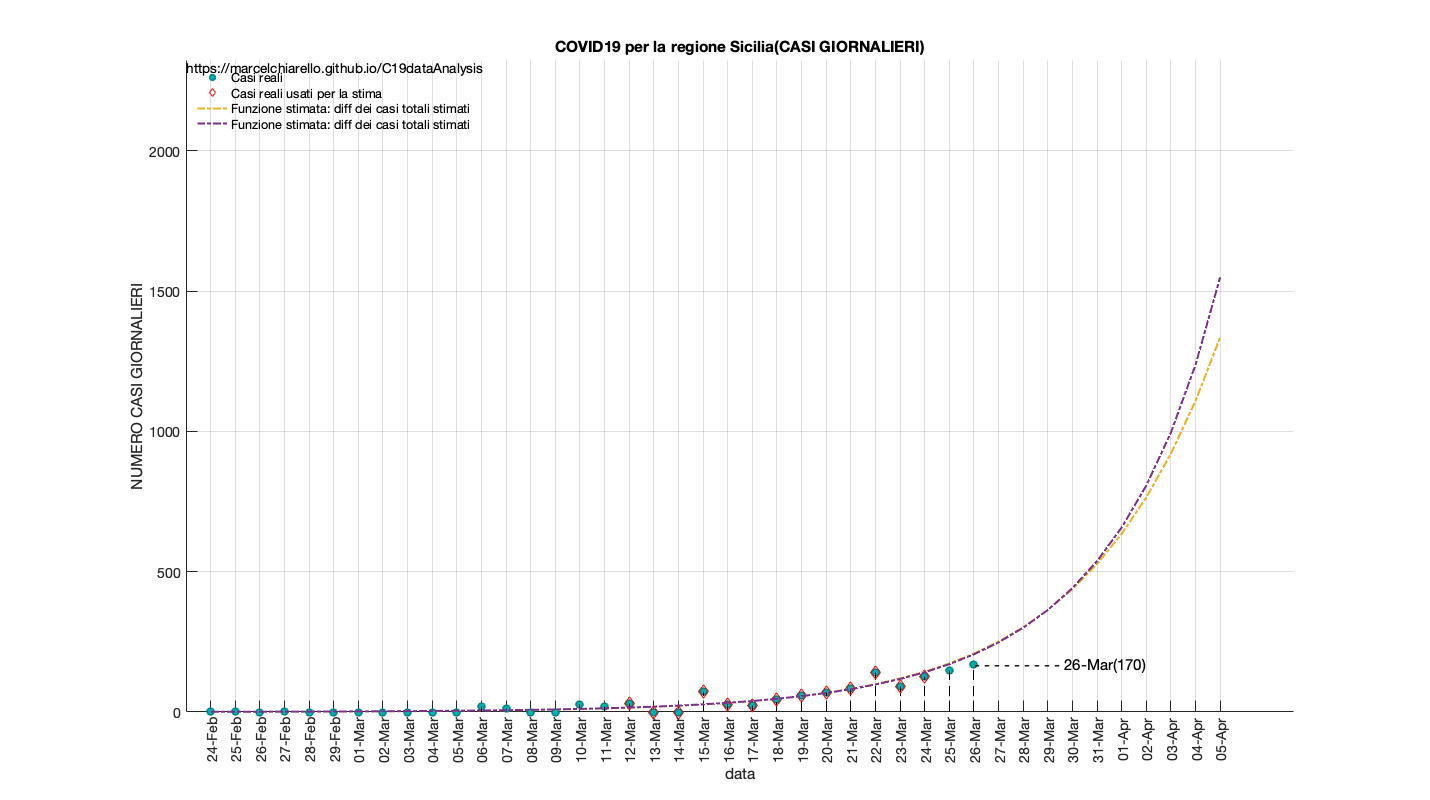 COVID19 per la regione Sicilia(CASI GIORNALIERI)
https://marcelchiarello.github.io/C19dataAnalysis
Casi reali
Casi reali usati per la stima
Funzione stimata: diff dei casi totali stimati
Funzione stimata: diff dei casi totali stimati
NUMERO CASI GIORNALIERI
2000
1500
1000
500
0
26-Mar(170)
24-Feb
25-Feb
26-Feb
27-Feb
28-Feb
29-Feb
01-Mar
02-Mar
03-Mar
04-Mar
05-Mar
06-Mar
07-Mar
08-Mar
09-Mar
10-Mar
11-Mar
12-Mar
13-Mar
14-Mar
15-Mar
16-Mar
17-Mar
18-Mar
19-Mar
20-Mar
21-Mar
22-Mar
23-Mar
24-Mar
25-Mar
26-Mar
27-Mar
28-Mar
29-Mar
30-Mar
31-Mar
01-Apr
02-Apr
03-Apr
04-Apr
05-Apr
data